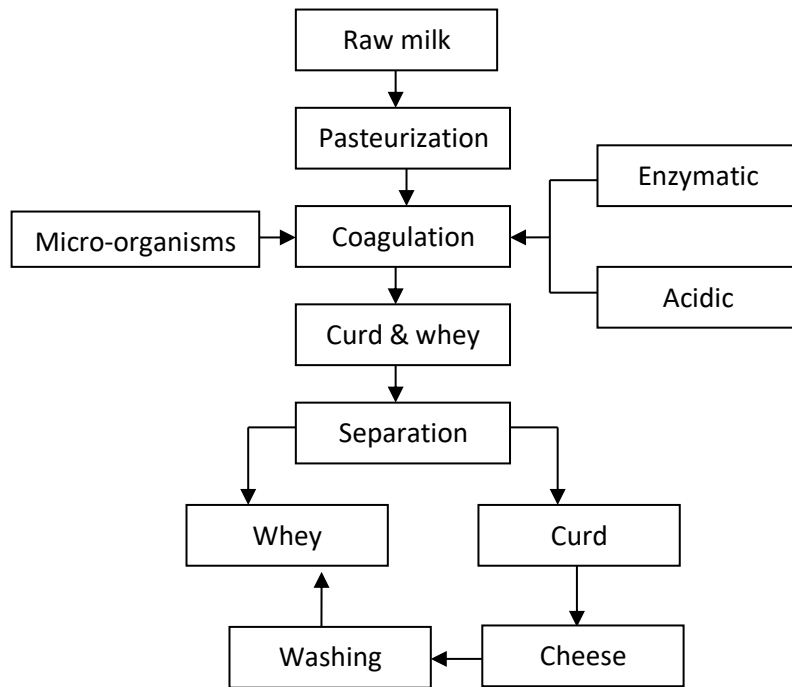 Raw milk
Pasteurization
Enzymatic
Micro-organisms
Coagulation
Acidic
Curd & whey
Separation
Whey
Curd
Washing
Cheese